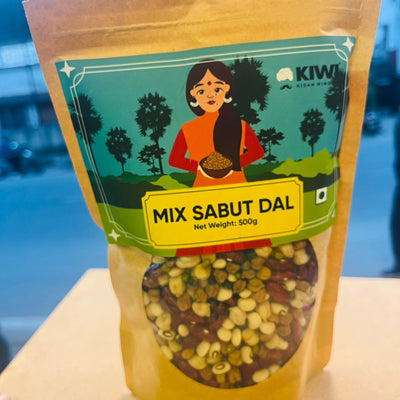 KIWI
KISAN WINDOW
MIX SABUT DAL
Net Weight: 500g